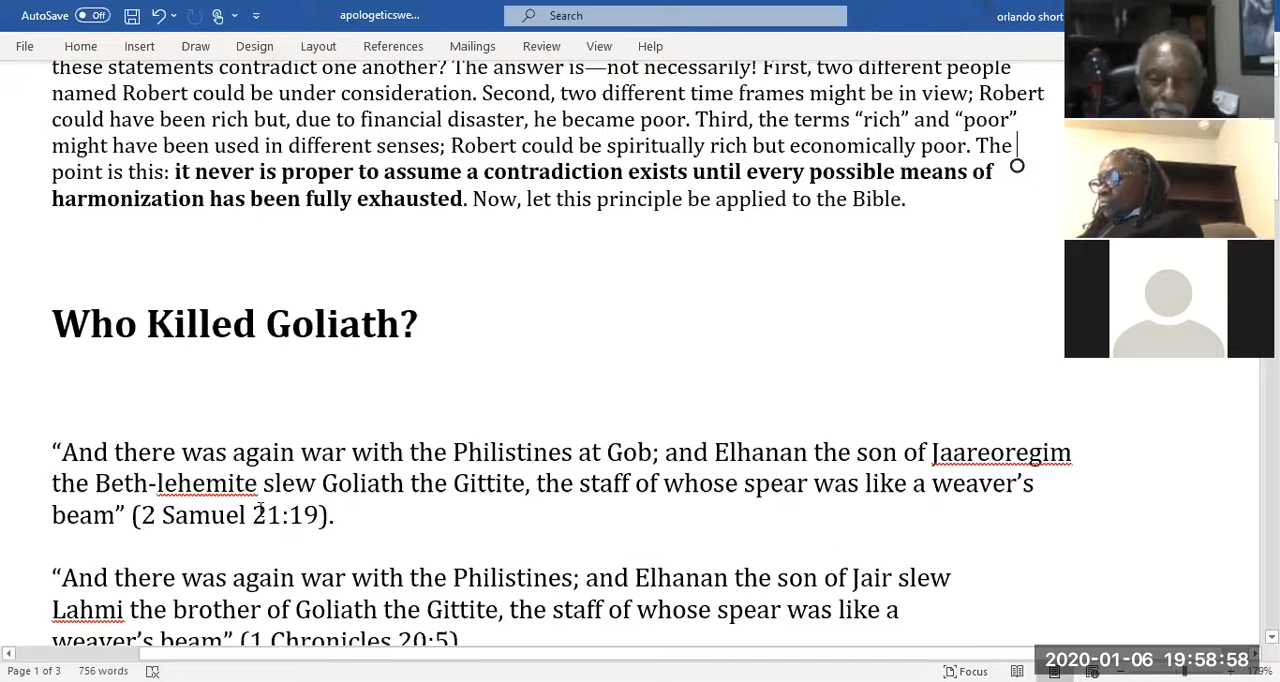 AutoSave Off apologeticswe... Search orlando short
File Home Insert Draw Design Layout References Mailings Review View Help
these statements contradict one another? The answer is—not necessarily! First, two different people
named Robert could be under consideration. Second, two different time frames might be in view; Robert
could have been rich but, due to financial disaster, he became poor. Third, the terms “rich” and “poor”
might have been used in different senses; Robert could be spiritually rich but economically poor. The
point is this: it never is proper to assume a contradiction exists until every possible means of
harmonization has been fully exhausted. Now, let this principle be applied to the Bible.
Who Killed Goliath?
“And there was again war with the Philistines at Gob; and Elhanan the son of Jaareoregim
the Beth-lehemite slew Goliath the Gittite, the staff of whose spear was like a weaver’s
beam” (2 Samuel 21:19).
“And there was again war with the Philistines; and Elhanan the son of Jair slew
Lahmi the brother of Goliath the Gittite, the staff of whose spear was like a
weaver’s beam” (1 Chronicles 20:5)
2020-01-06 19:58:58
Page 1 of 3 756 words Focus 179%